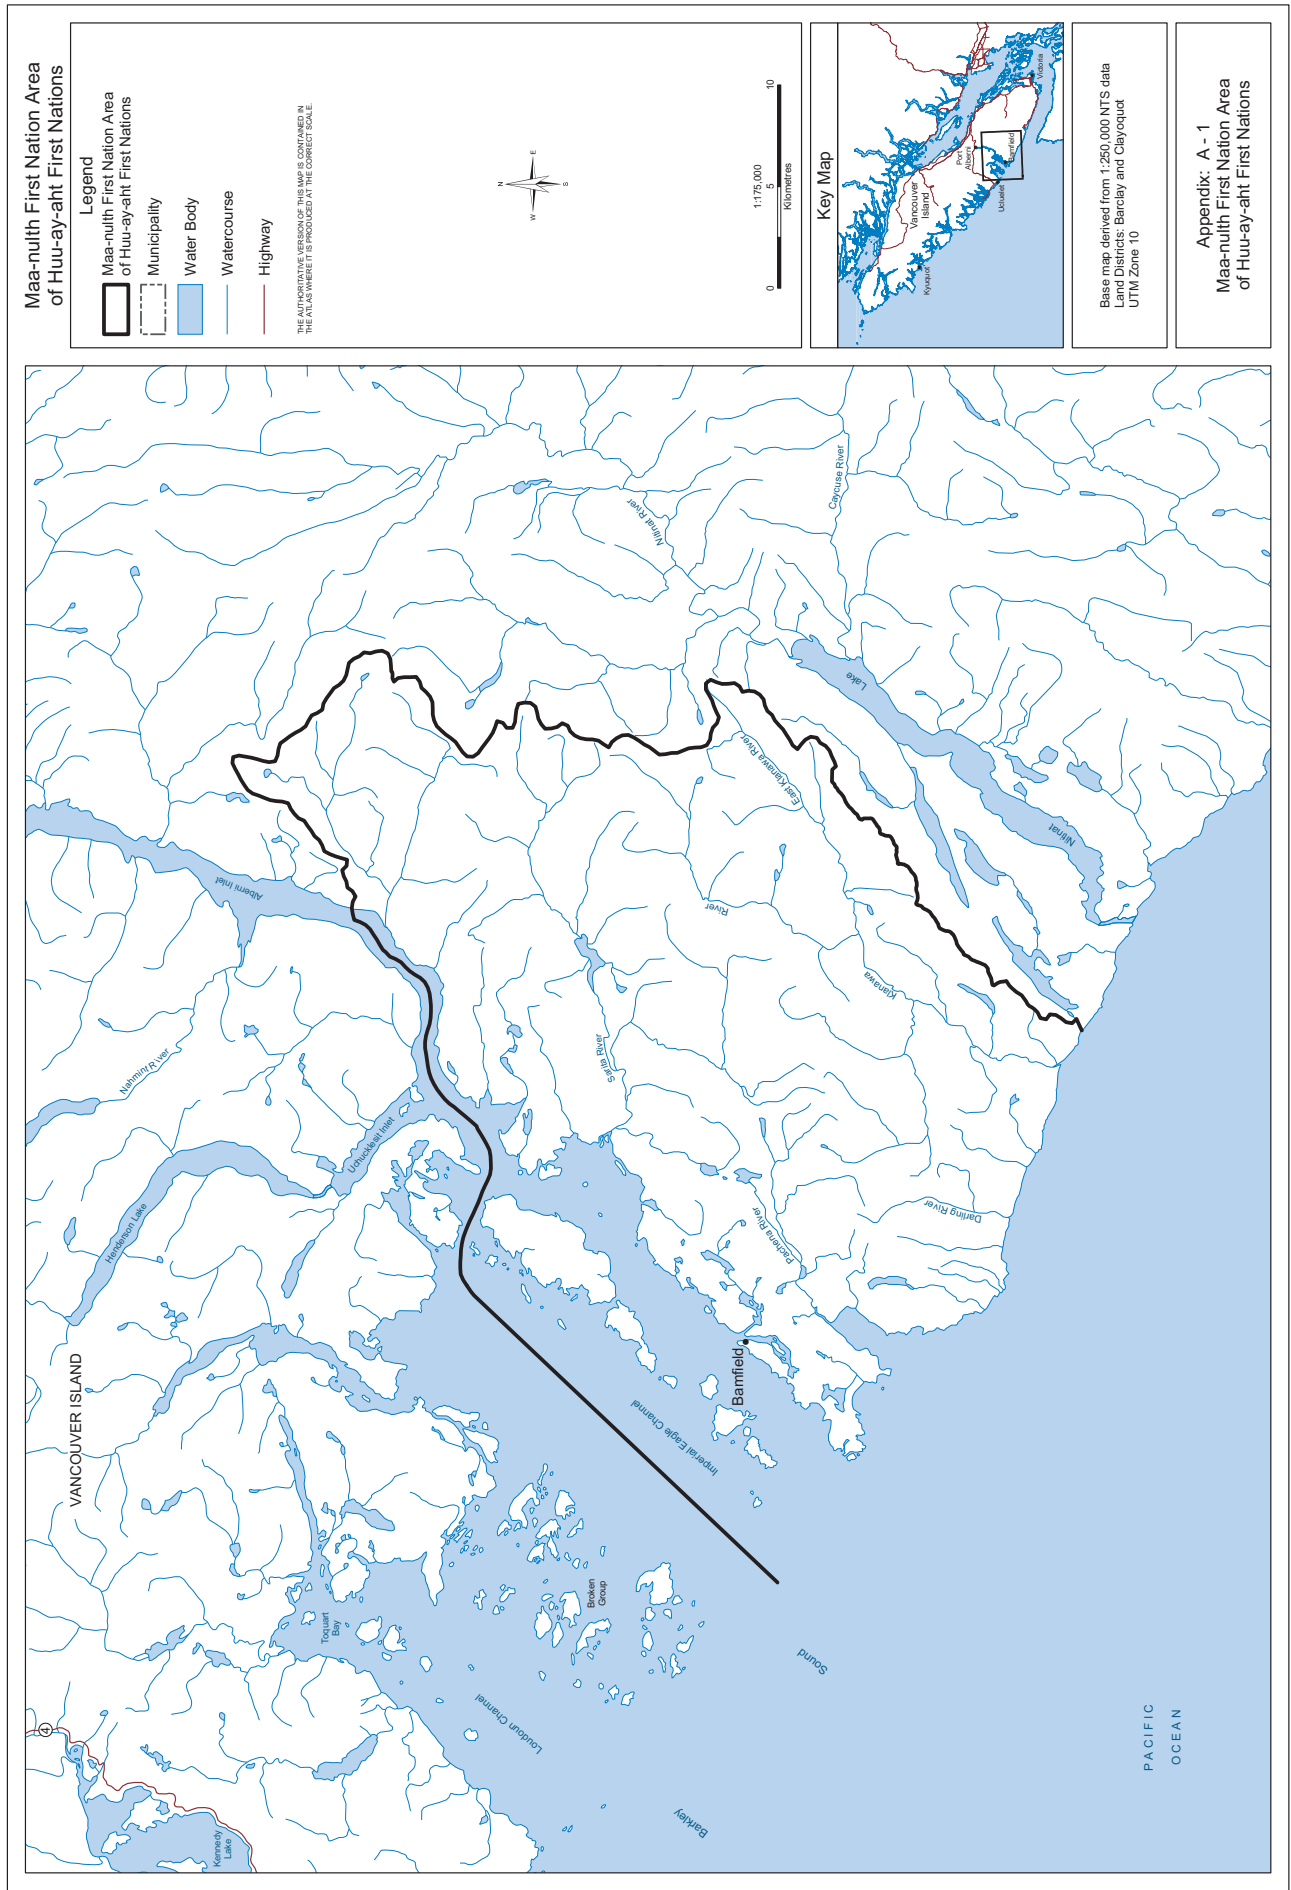 Maa-nulth First Nation Area
of Huu-ay-aht First Nations
Legend
Maa-nulth First Nation Area
of Huu-ay-aht First Nations
Municipality
Water Body
Watercourse
Highway
THE AUTHORITATIVE VERSION OF THIS MAP IS CONTAINED IN
THE ATLAS WHERE IT IS PRODUCED AT THE CORRECT SCALE.
N
W
E
S
1:175,000
0
5
10
Kilometres
Key Map
Vancouver
Island
Port
Alberni
Victoria
Bamfield
Ucluelet
Kyuquot
Base map derived from 1:250,000 NTS data
Land Districts: Barclay and Clayoquot
UTM Zone 10
Appendix: A - 1
Maa-nulth First Nation Area
of Huu-ay-aht First Nations
VANCOUVER ISLAND
4
Kennedy
Lake
Henderson Lake
Nahmint River
Uchucklesit Inlet
Alberni Inlet
Toquart
Bay
Loudoun Channel
Broken
Group
Imperial Eagle Channel
Barkley
Sound
Bamfield
Sarita River
Pachena River
Darling River
Klanawa
River
East Klanawa River
Nitinat River
Caycuse River
Nitinat
Lake
PACIFIC
OCEAN